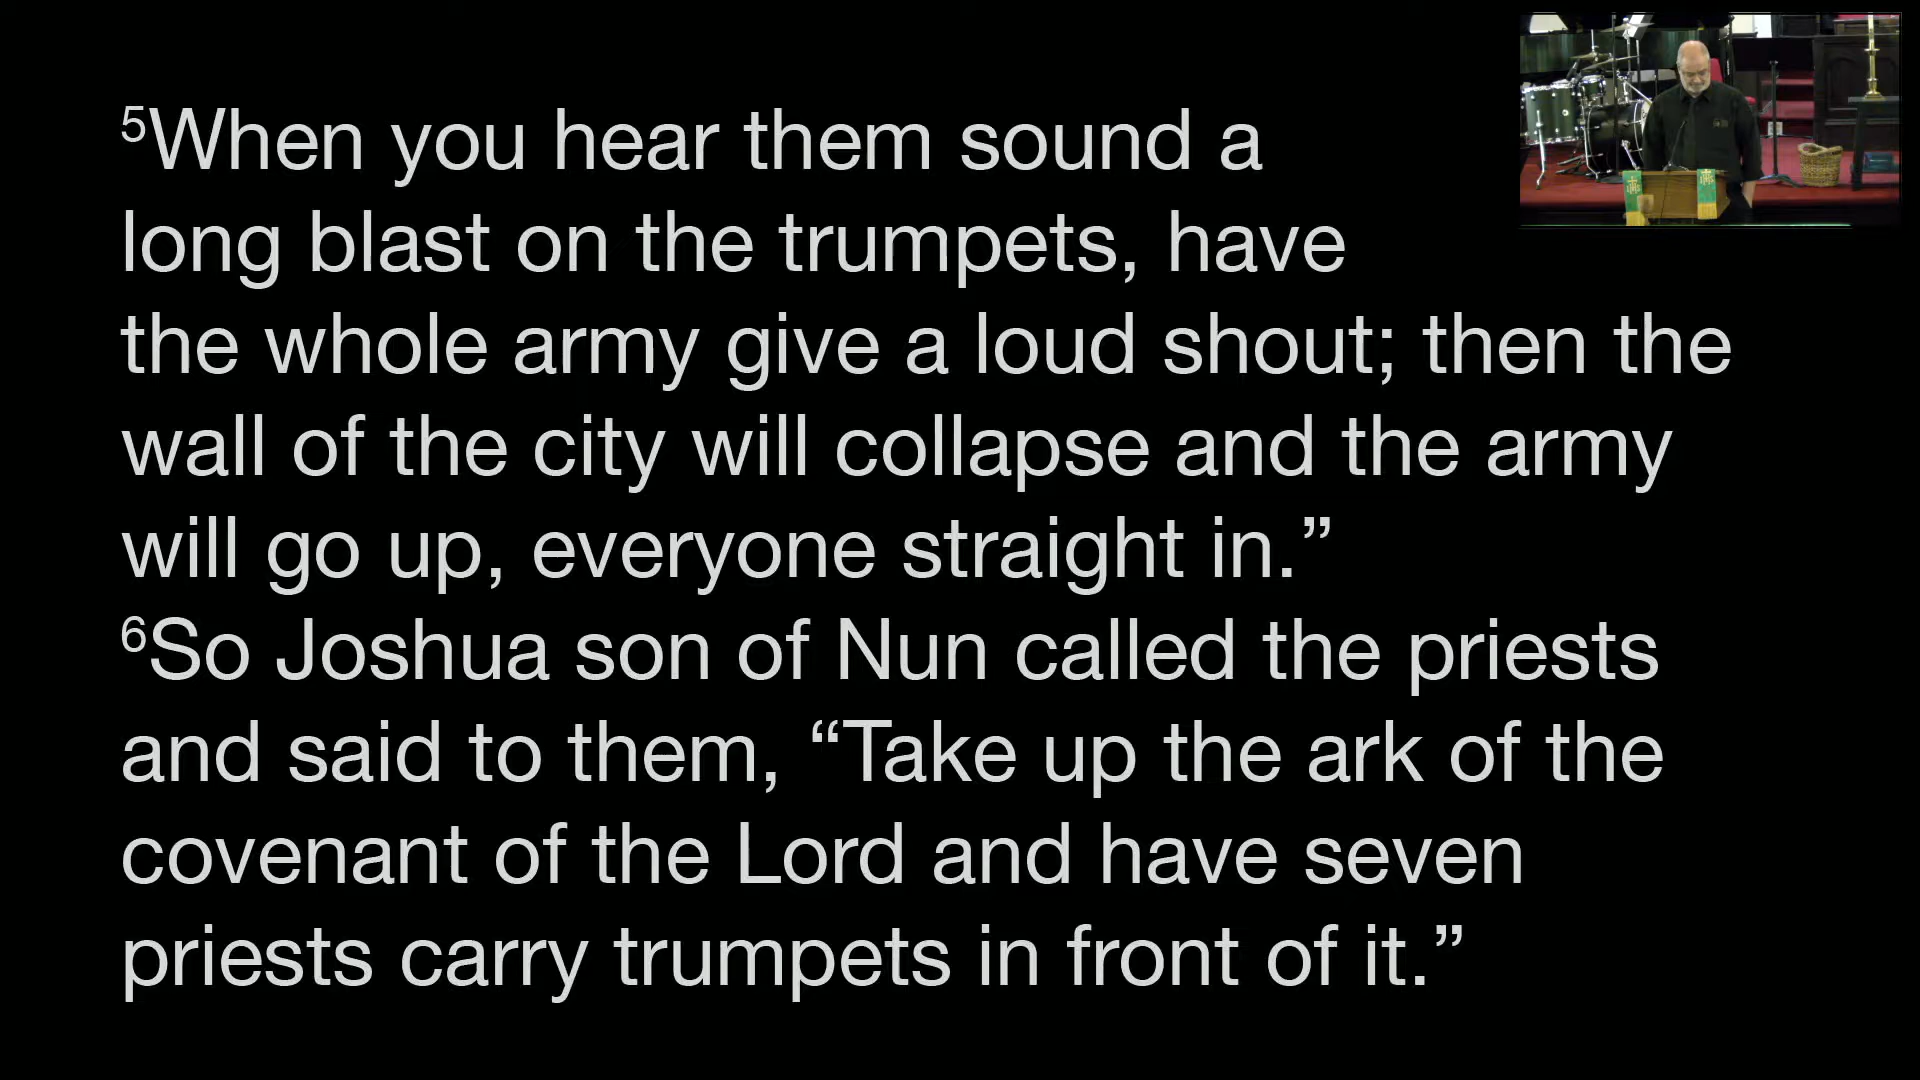 ⁵When you hear them sound a
long blast on the trumpets, have
the whole army give a loud shout; then the
wall of the city will collapse and the army
will go up, everyone straight in.”
⁶So Joshua son of Nun called the priests
and said to them, “Take up the ark of the
covenant of the Lord and have seven
priests carry trumpets in front of it.”